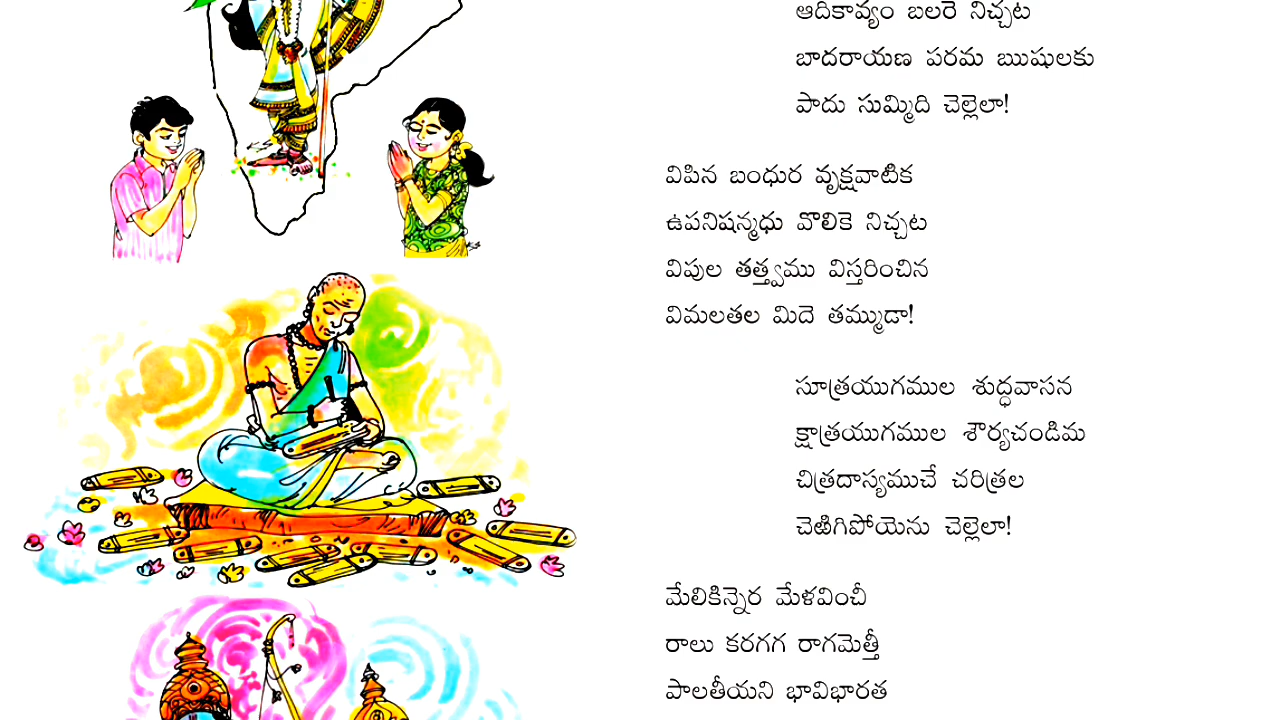 ఆదికావ్యం బలరె నిచ్చట
బాదరాయణ పరమ ఋషులకు
పాదు సుమ్మిది చెల్లెలా!
విపిన బంధుర వృక్షవాటిక
ఉపనిషన్మధు వొలికె నిచ్చట
విపుల తత్త్వము విస్తరించిన
విమలతల మిదె తమ్ముడా!
సూత్రయుగముల శుద్ధవాసన
క్షాత్రయుగముల శౌర్యచండిమ
చిత్రదాస్యముచే చరిత్రల
చెఱిగిపోయెను చెల్లెలా!
మేలికిన్నెర మేళవించీ
రాలు కరగగ రాగమెత్తీ
పాలతీయని భావిభారత